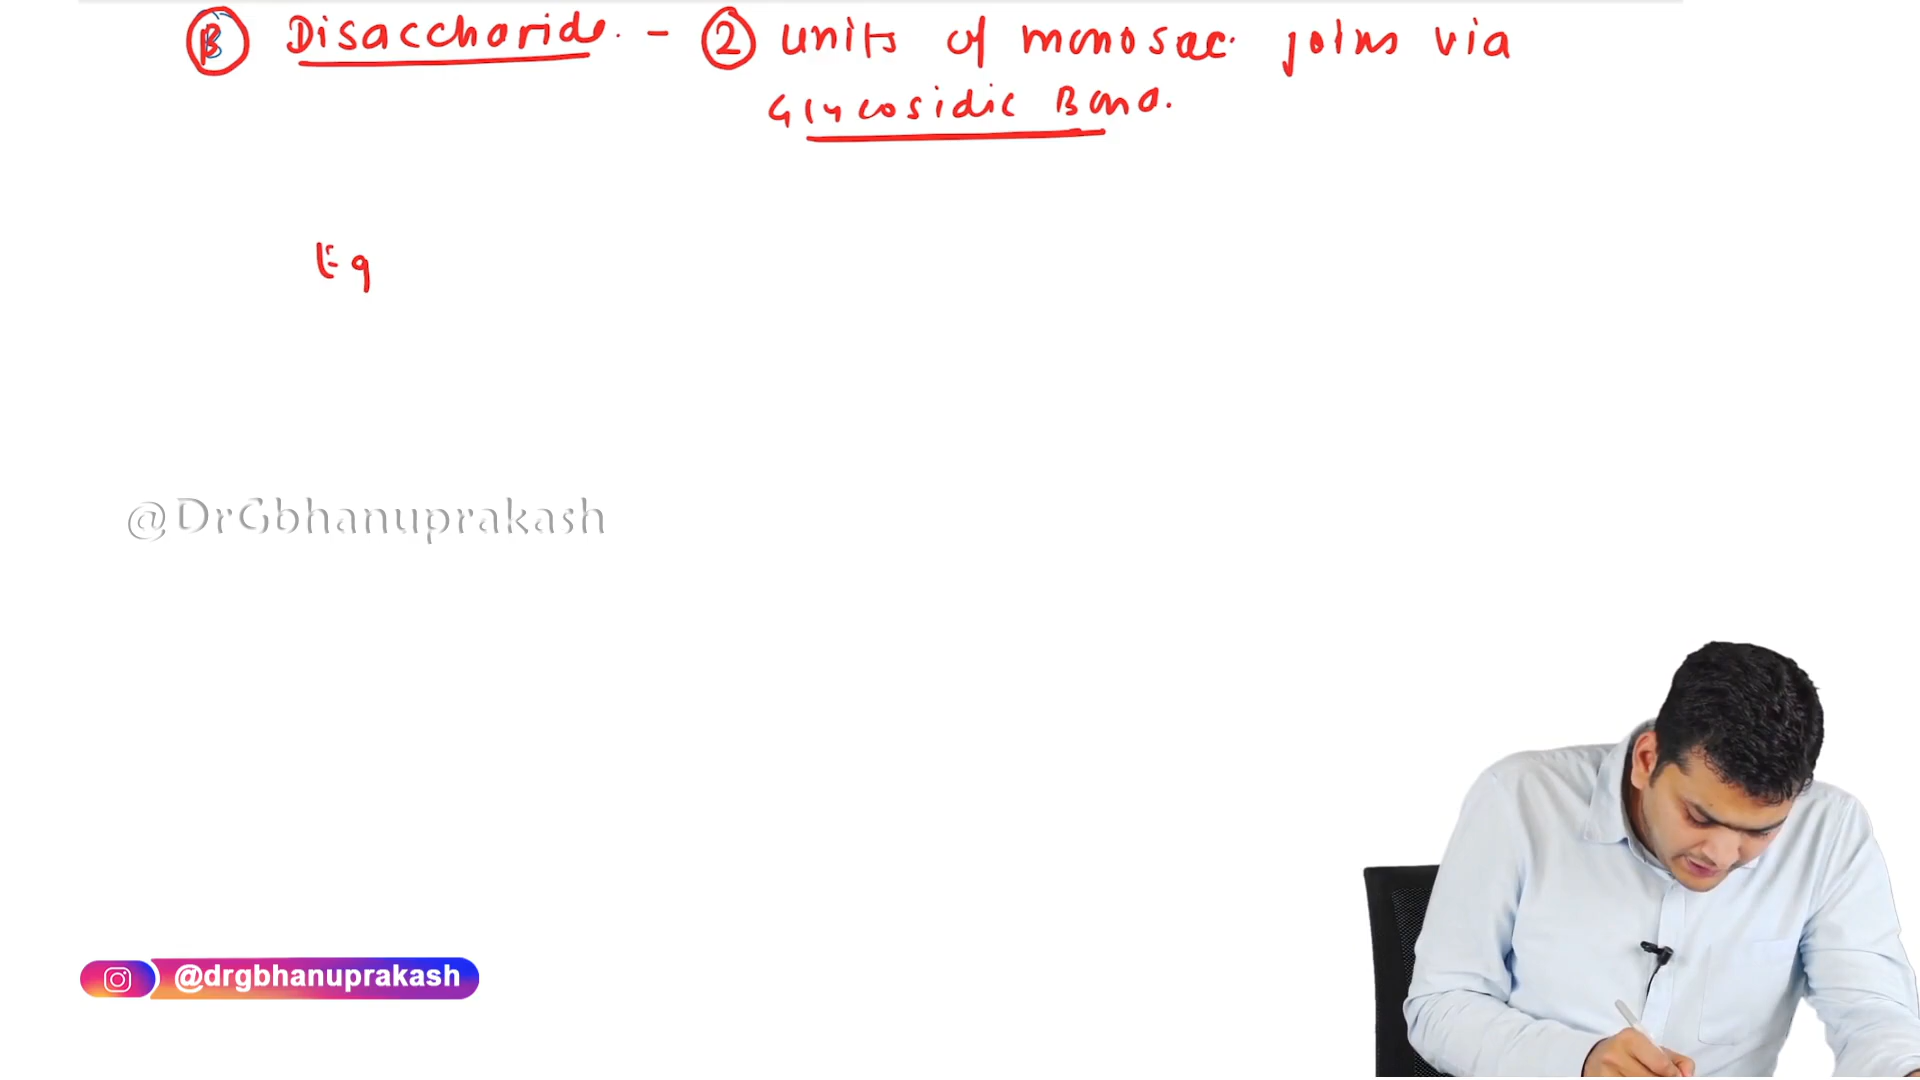 B Disaccharide. - 2 units of monosac. joins via
Glycosidic Bond.
Eg
@DrGbhanuprakash
@drgbhanuprakash